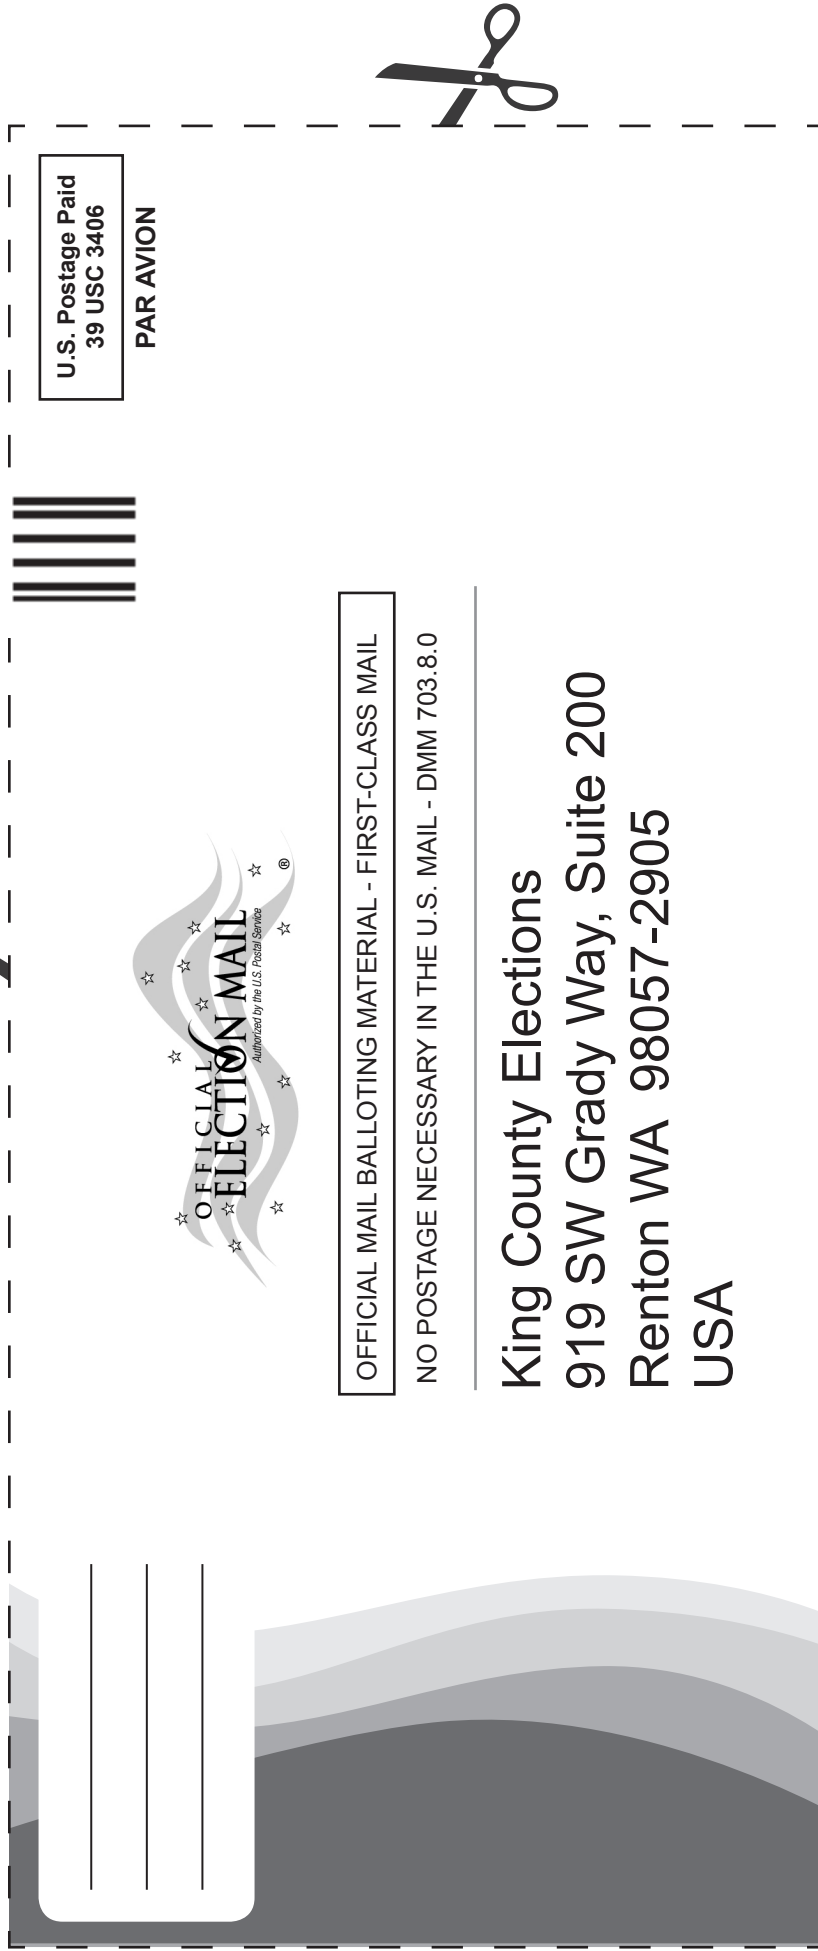 U.S. Postage Paid
39 USC 3406
PAR AVION
OFFICIAL
ELECTION MAIL
®
Authorized by the U.S. Postal Service
OFFICIAL MAIL BALLOTING MATERIAL - FIRST-CLASS MAIL
NO POSTAGE NECESSARY IN THE U.S. MAIL - DMM 703.8.0
King County Elections
919 SW Grady Way, Suite 200
Renton WA 98057-2905
USA